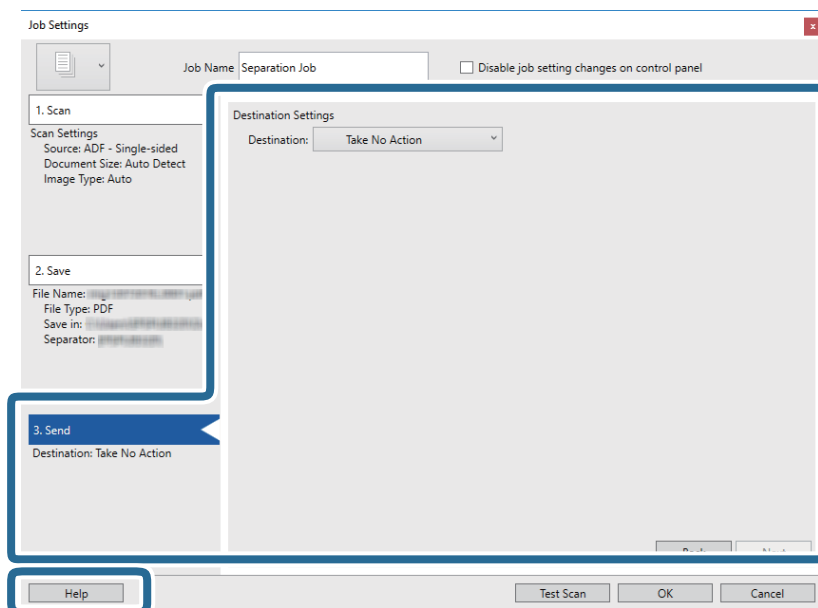 Job Settings
x
Job Name Separation Job
Disable job setting changes on control panel
1. Scan
Scan Settings
Source: ADF - Single-sided
Document Size: Auto Detect
Image Type: Auto
2. Save
File Name:
File Type: PDF
Save in:
Separator:
3. Send
Destination: Take No Action
Destination Settings
Destination: Take No Action
Help
Test Scan
OK
Cancel